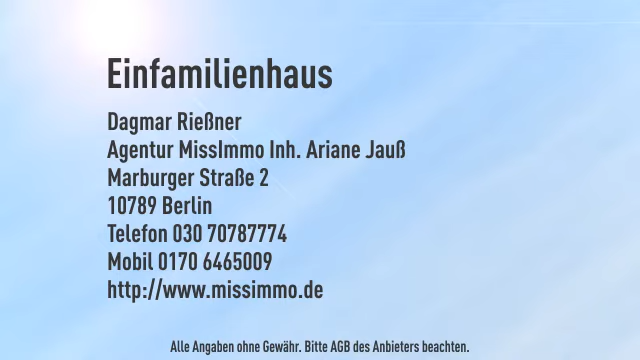 Einfamilienhaus
Dagmar Rießner
Agentur MissImmo Inh. Ariane Jauß
Marburger Straße 2
10789 Berlin
Telefon 030 70787774
Mobil 0170 6465009
http://www.missimmo.de
Alle Angaben ohne Gewähr. Bitte AGB des Anbieters beachten.